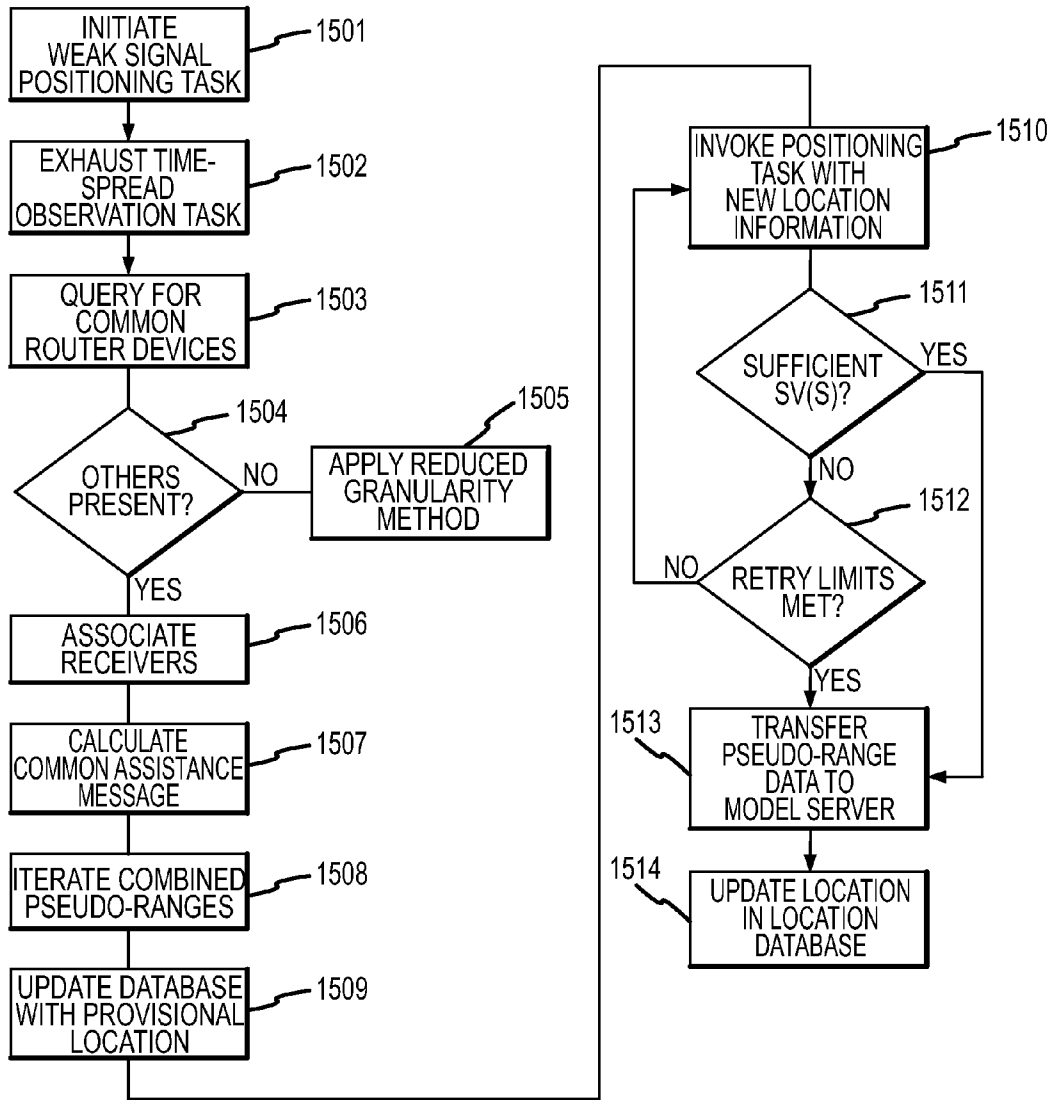 INITIATE
WEAK SIGNAL
POSITIONING TASK
1501
EXHAUST TIME-
SPREAD
OBSERVATION TASK
1502
QUERY FOR
COMMON
ROUTER DEVICES
1503
OTHERS
PRESENT?
1504
NO
APPLY REDUCED
GRANULARITY
METHOD
1505
YES
ASSOCIATE
RECEIVERS
1506
CALCULATE
COMMON ASSISTANCE
MESSAGE
1507
ITERATE COMBINED
PSEUDO-RANGES
1508
UPDATE DATABASE
WITH PROVISIONAL
LOCATION
1509
INVOKE POSITIONING
TASK WITH
NEW LOCATION
INFORMATION
1510
SUFFICIENT
SV(S)?
1511
YES
NO
RETRY LIMITS
MET?
1512
NO
YES
TRANSFER
PSEUDO-RANGE
DATA TO
MODEL SERVER
1513
UPDATE LOCATION
IN LOCATION
DATABASE
1514